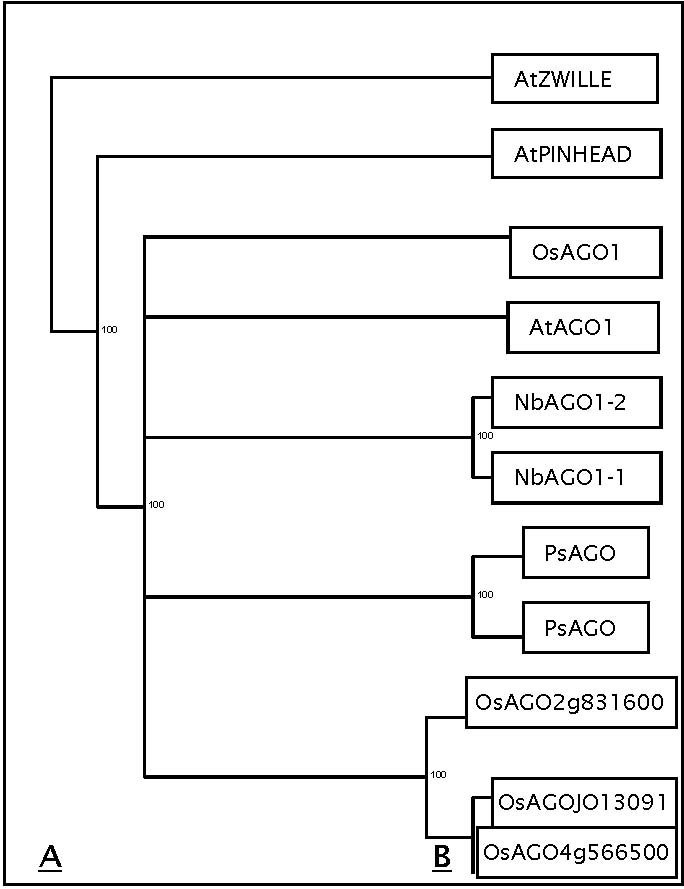 AtZWILLE
AtPINHEAD
OsAGO1
AtAGO1
100
NbAGO1-2
100
NbAGO1-1
100
PsAGO
100
PsAGO
OsAGO2g831600
100
OsAGOJO13091
A
B
OsAGO4g566500